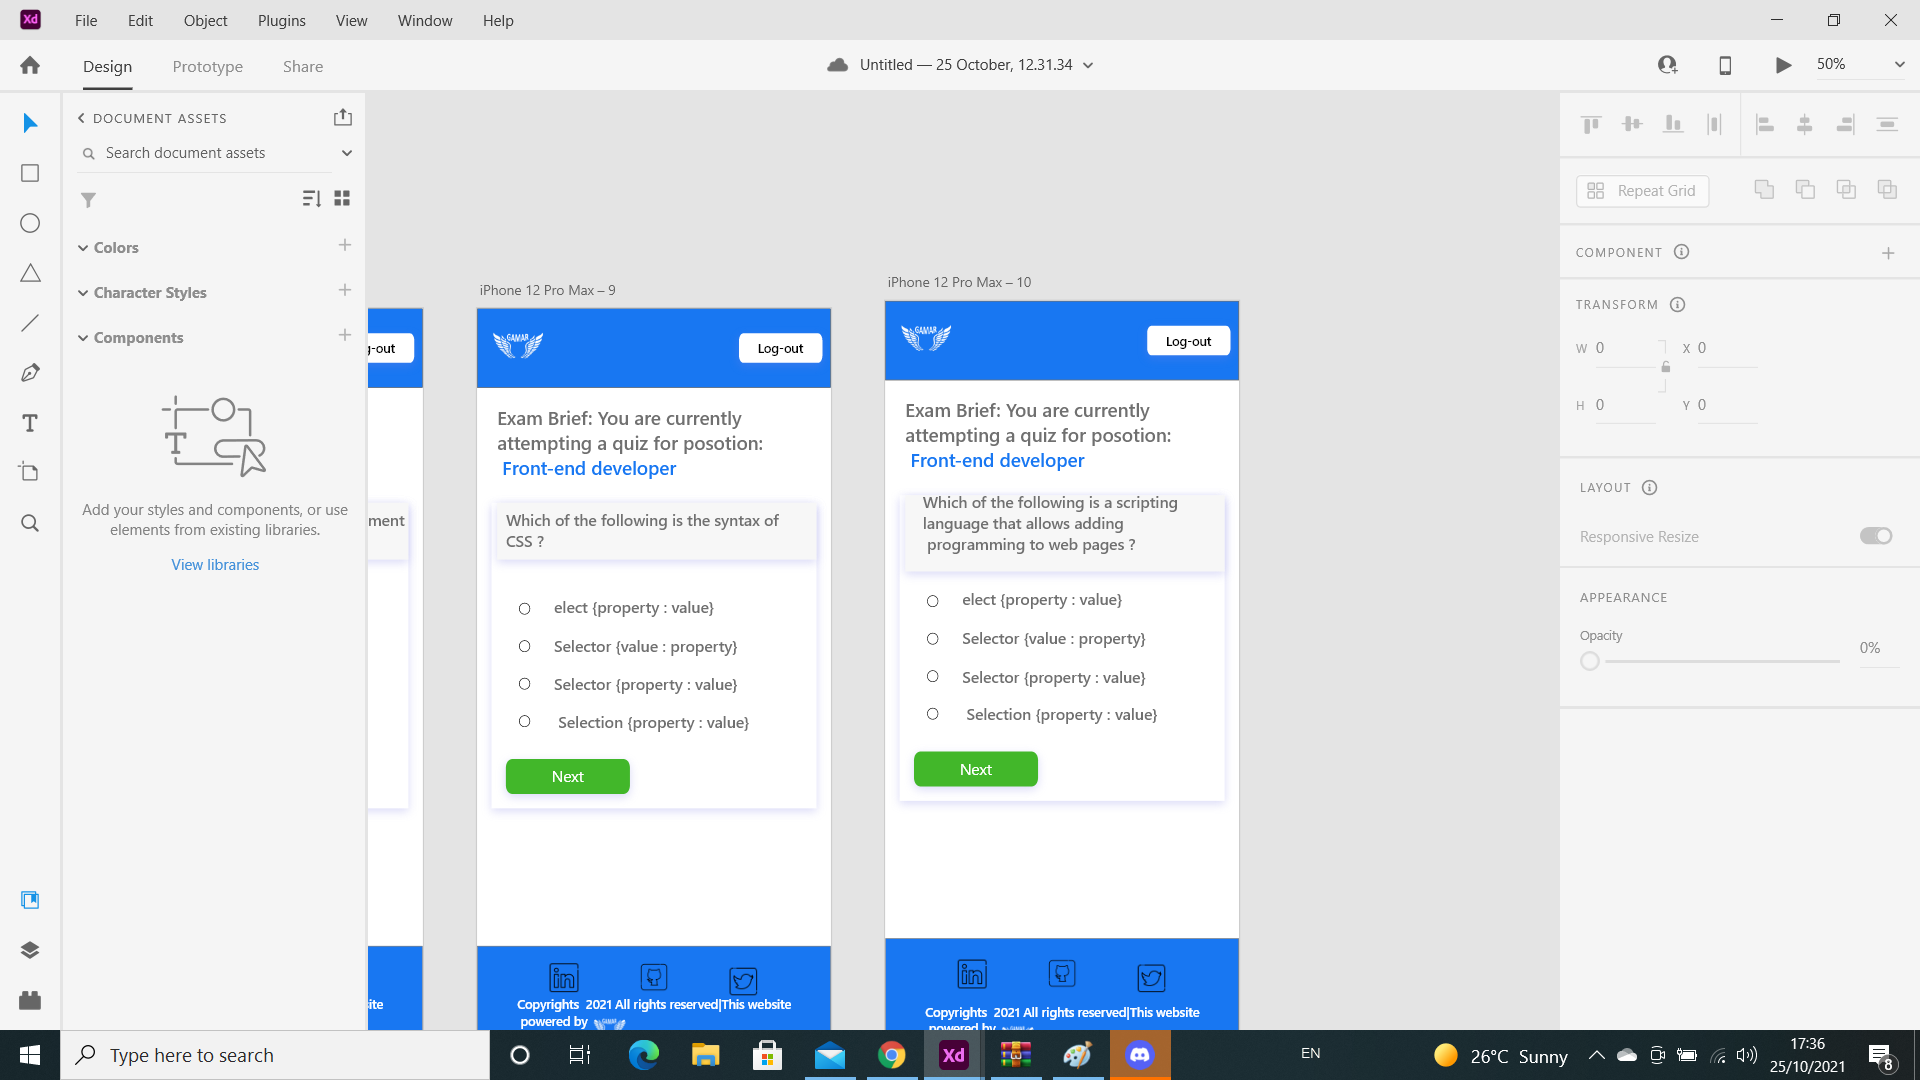 Xd File Edit Object Plugins View Window Help
Design Prototype Share
Untitled — 25 October, 12.31.34
50%
DOCUMENT ASSETS
Search document assets
Colors
Character Styles
Components
T
Add your styles and components, or use
elements from existing libraries.
View libraries
g-out
ment
site
iPhone 12 Pro Max – 9
GAMAR
Log-out
Exam Brief: You are currently
attempting a quiz for posotion:
Front-end developer
Which of the following is the syntax of
CSS ?
elect {property : value}
Selector {value : property}
Selector {property : value}
Selection {property : value}
Next
in
Copyrights 2021 All rights reserved|This website
powered by
iPhone 12 Pro Max – 10
GAMAR
Log-out
Exam Brief: You are currently
attempting a quiz for posotion:
Front-end developer
Which of the following is a scripting
language that allows adding
programming to web pages ?
elect {property : value}
Selector {value : property}
Selector {property : value}
Selection {property : value}
Next
in
Copyrights 2021 All rights reserved|This website
powered by
Repeat Grid
COMPONENT
TRANSFORM
W 0 X 0
H 0 Y 0
LAYOUT
Responsive Resize
APPEARANCE
Opacity
0%
Type here to search
Xd
EN
26°C Sunny
17:36
25/10/2021
8